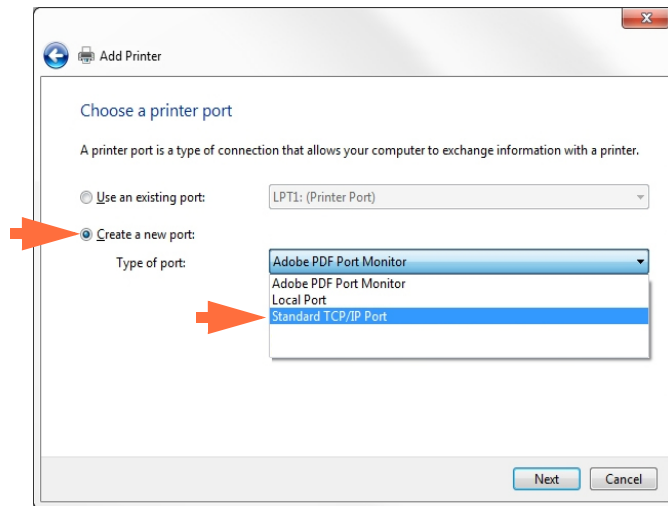 Add Printer
Choose a printer port
A printer port is a type of connection that allows your computer to exchange information with a printer.
Use an existing port:
LPT1: (Printer Port)
Create a new port:
Type of port:
Adobe PDF Port Monitor
Adobe PDF Port Monitor
Local Port
Standard TCP/IP Port
Next
Cancel